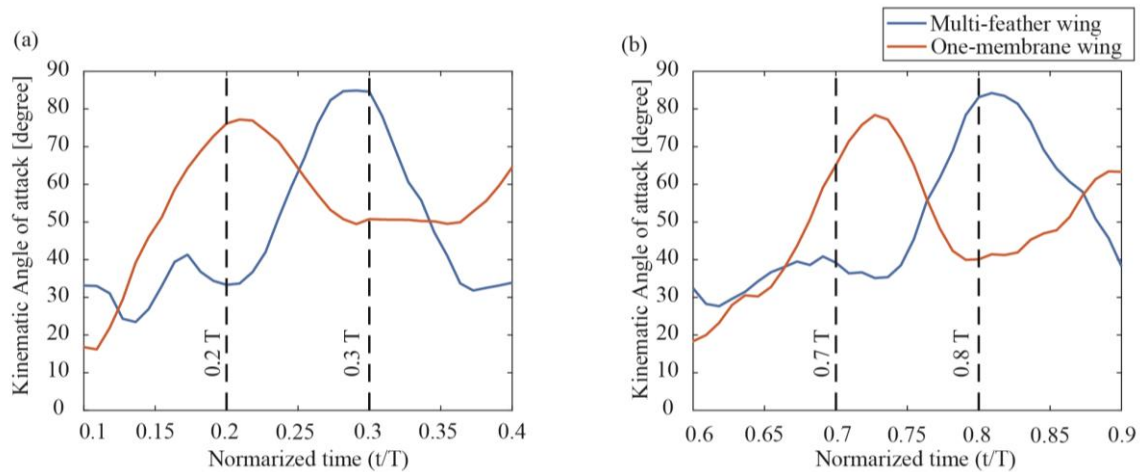 Multi-feather wing
One-membrane wing
(a)
(b)
Kinematic Angle of attack [degree]
90
80
70
60
50
40
30
20
10
0
0.2 T
0.3 T
0.1 0.15 0.2 0.25 0.3 0.35 0.4
Normarized time (t/T)
Kinematic Angle of attack [degree]
90
80
70
60
50
40
30
20
10
0
0.7 T
0.8 T
0.6 0.65 0.7 0.75 0.8 0.85 0.9
Normarized time (t/T)